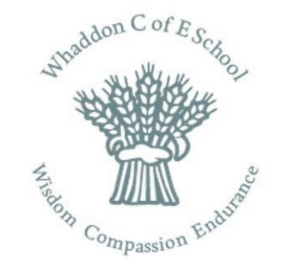 Whaddon C of E School
Wisdom Compassion Endurance